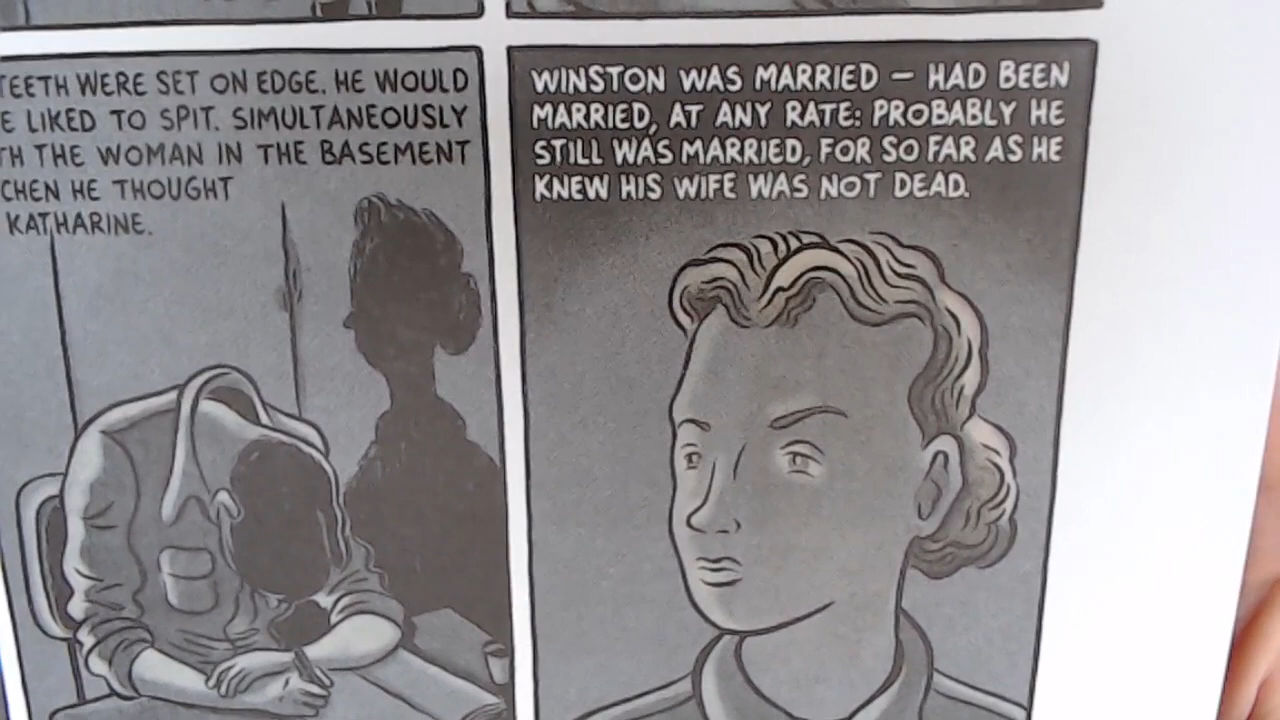 TEETH WERE SET ON EDGE. HE WOULD
LIKED TO SPIT. SIMULTANEOUSLY
THE WOMAN IN THE BASEMENT
HE THOUGHT
KATHARINE.
WINSTON WAS MARRIED – HAD BEEN
MARRIED, AT ANY RATE: PROBABLY HE
STILL WAS MARRIED, FOR SO FAR AS HE
KNEW HIS WIFE WAS NOT DEAD.